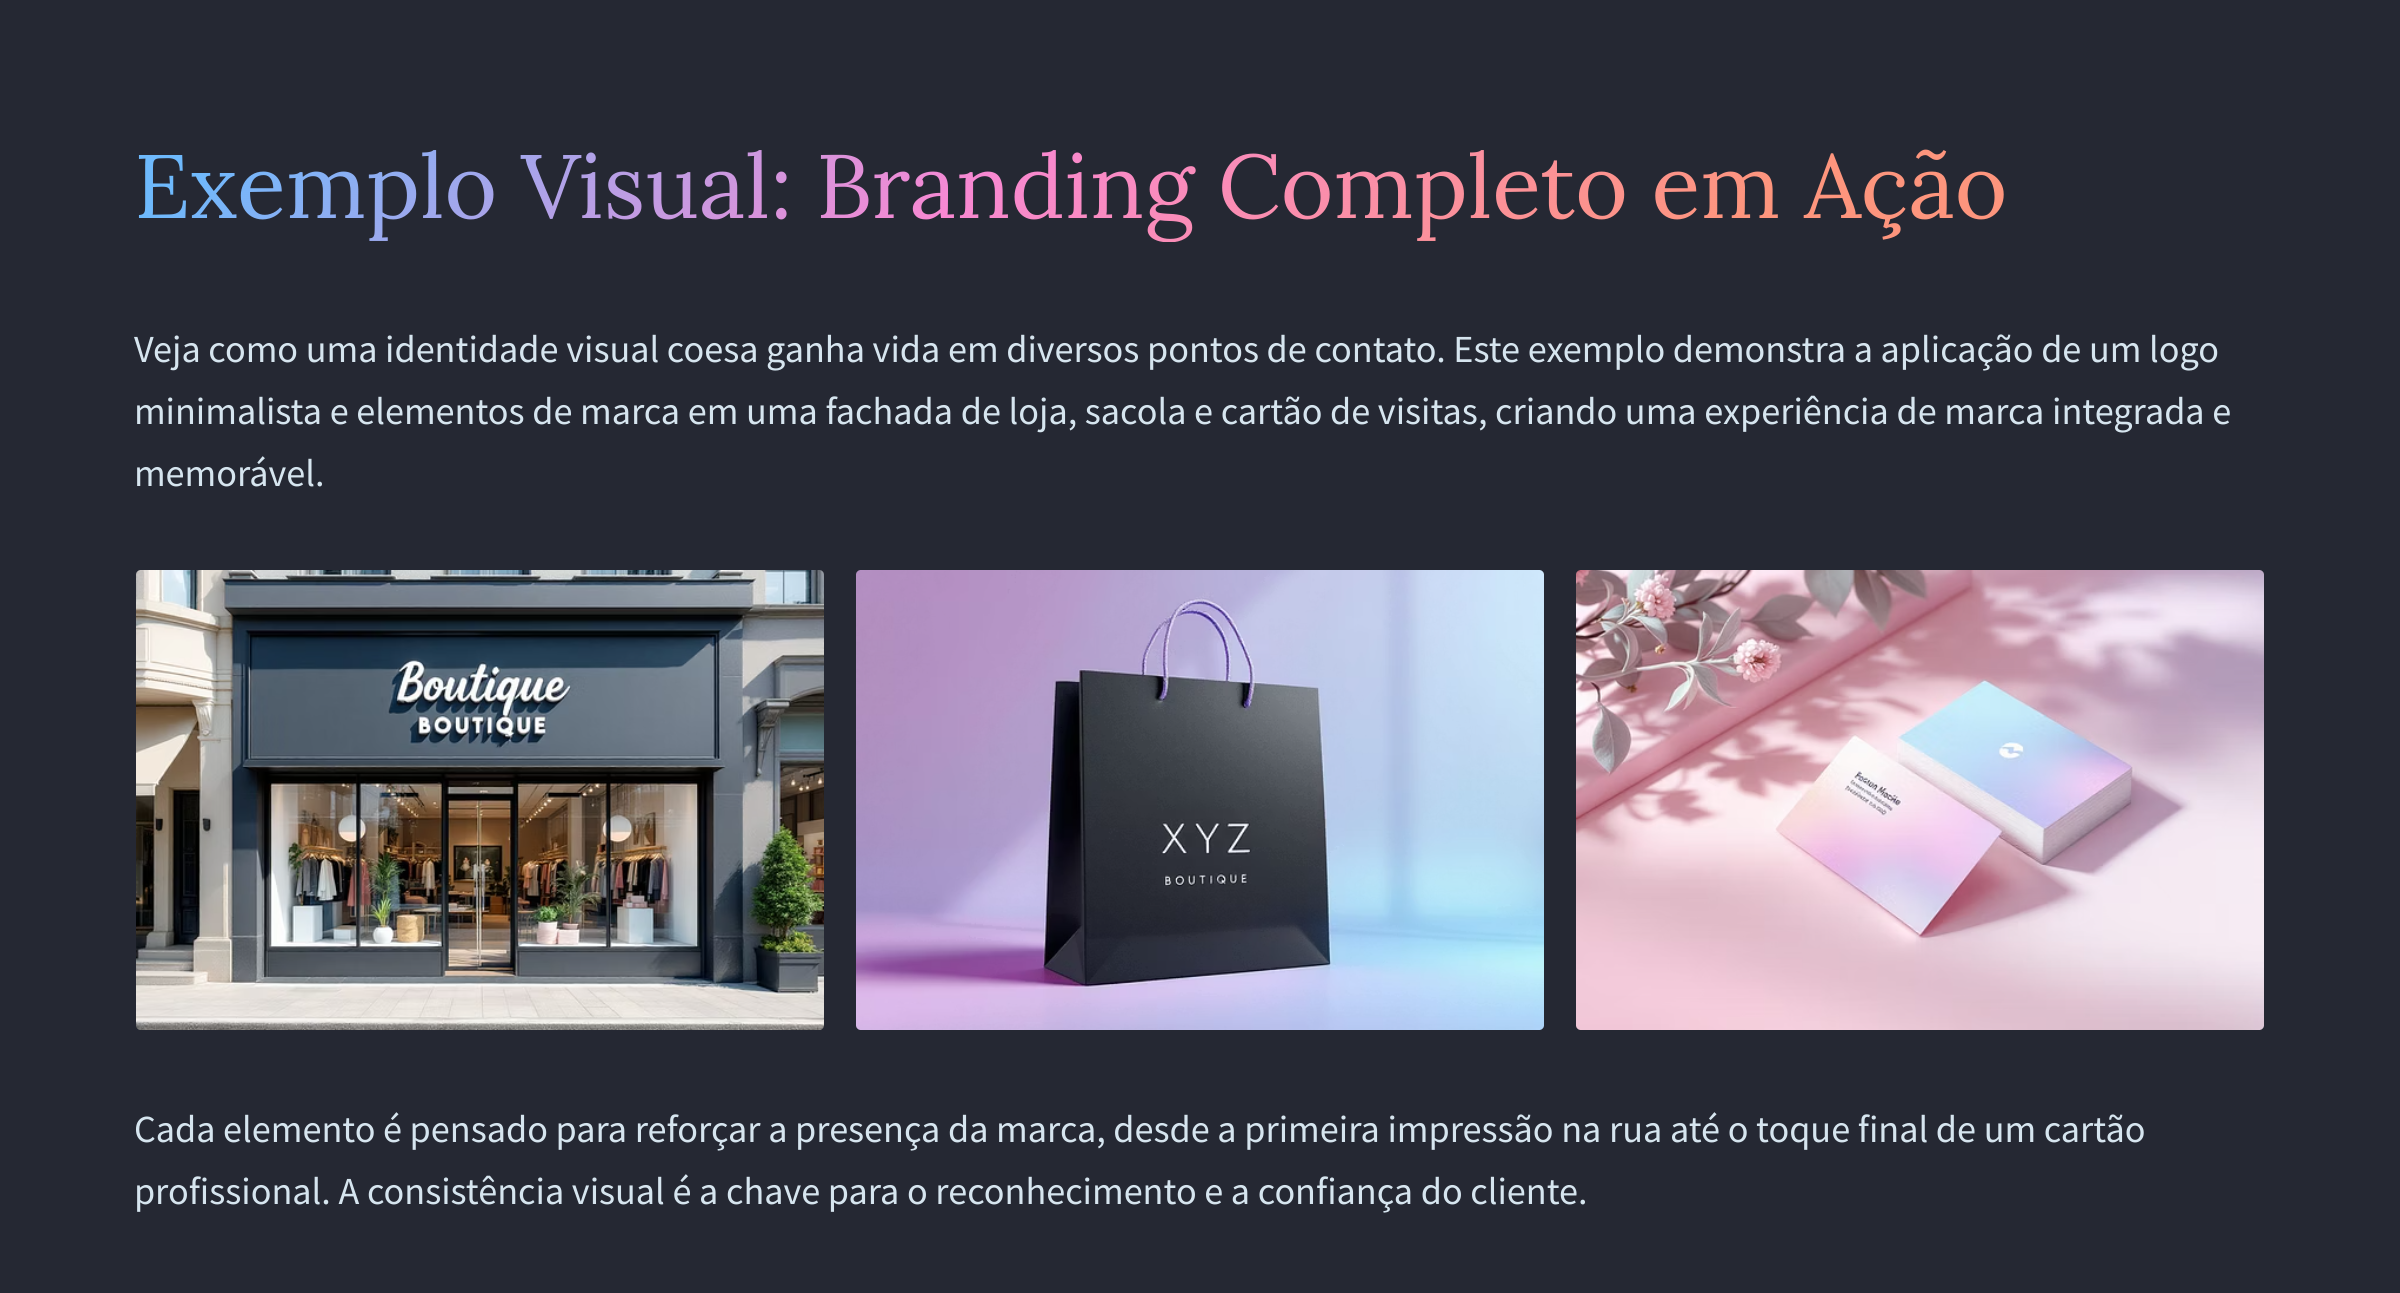 Exemplo Visual: Branding Completo em Ação
Veja como uma identidade visual coesa ganha vida em diversos pontos de contato. Este exemplo demonstra a aplicação de um logo
minimalista e elementos de marca em uma fachada de loja, sacola e cartão de visitas, criando uma experiência de marca integrada e
memorável.
Boutique
BOUTIQUE
XYZ
BOUTIQUE
Cada elemento é pensado para reforçar a presença da marca, desde a primeira impressão na rua até o toque final de um cartão
profissional. A consistência visual é a chave para o reconhecimento e a confiança do cliente.